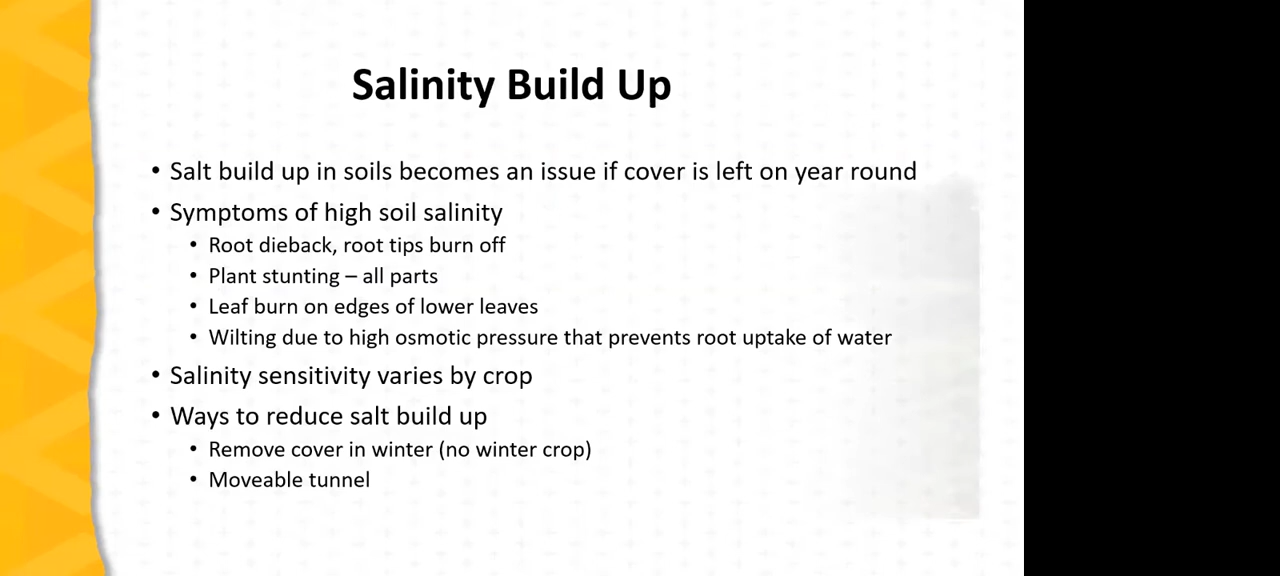 Salinity Build Up
• Salt build up in soils becomes an issue if cover is left on year round
• Symptoms of high soil salinity
• Root dieback, root tips burn off
• Plant stunting – all parts
• Leaf burn on edges of lower leaves
• Wilting due to high osmotic pressure that prevents root uptake of water
• Salinity sensitivity varies by crop
• Ways to reduce salt build up
• Remove cover in winter (no winter crop)
• Moveable tunnel